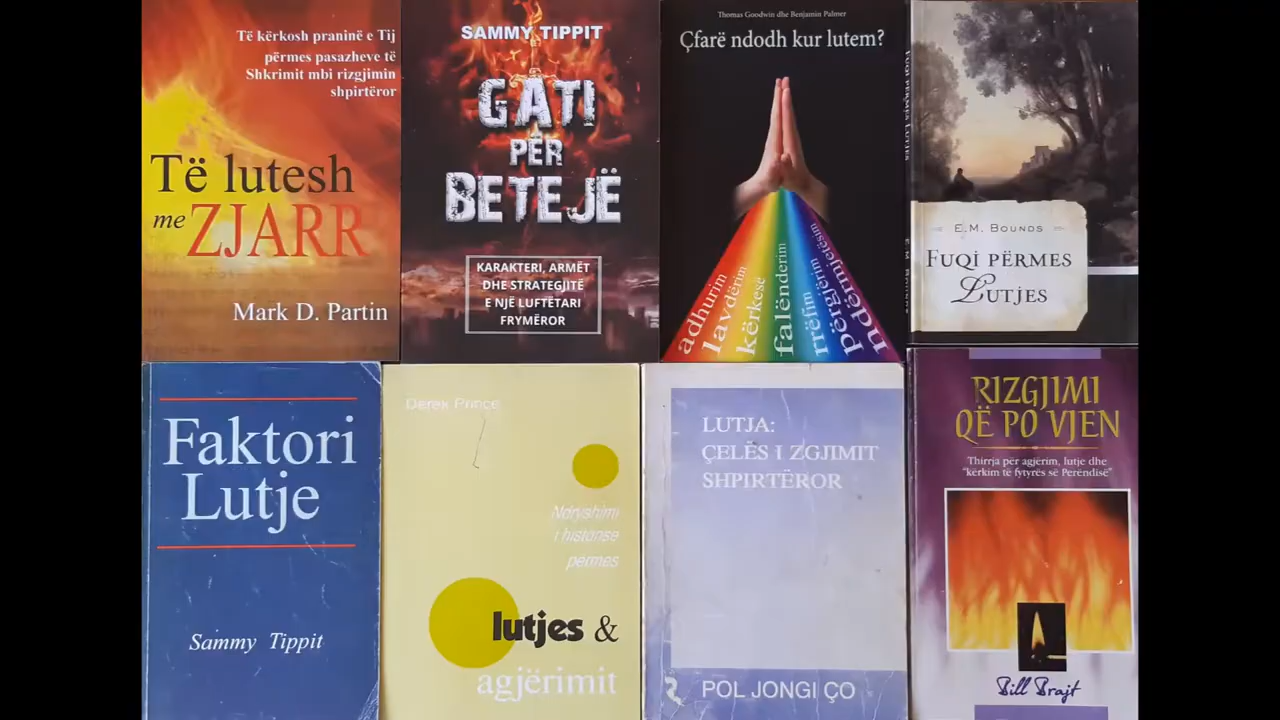 Të kërkosh praninë e Tij
përmes pasazheve të
Shkrimit mbi rizgjimin
shpirtëror
Të lutesh
me ZJARR
Mark D. Partin
SAMMY TIPPIT
GATI
PËR
BETEJË
KARAKTERI, ARMËT
DHE STRATEGJITË
E NJË LUFTËTARI
FRYMËROR
Thomas Goodwin dhe Benjamin Palmer
Çfarë ndodh kur lutem?
adhurim
lavdërim
kërkesë
falënderim
rrëfim
përgjërim
ndërmjetësim
FUQI PËRMES LUTJES
E.M. BOUNDS
E.M. BOUNDS
FUQI PËRMES
LUTJES
Faktori
Lutje
Sammy Tippit
Derek Prince
Ndryshimi
i historisë
përmes
lutjes &
agjërimit
LUTJA:
ÇELËS I ZGJIMIT
SHPIRTËROR
POL JONGI ÇO
RIZGJIMI
QË PO VJEN
Thirrja për agjërim, lutje dhe
"kërkim të fytyrës së Perëndisë"
Bill Brajt